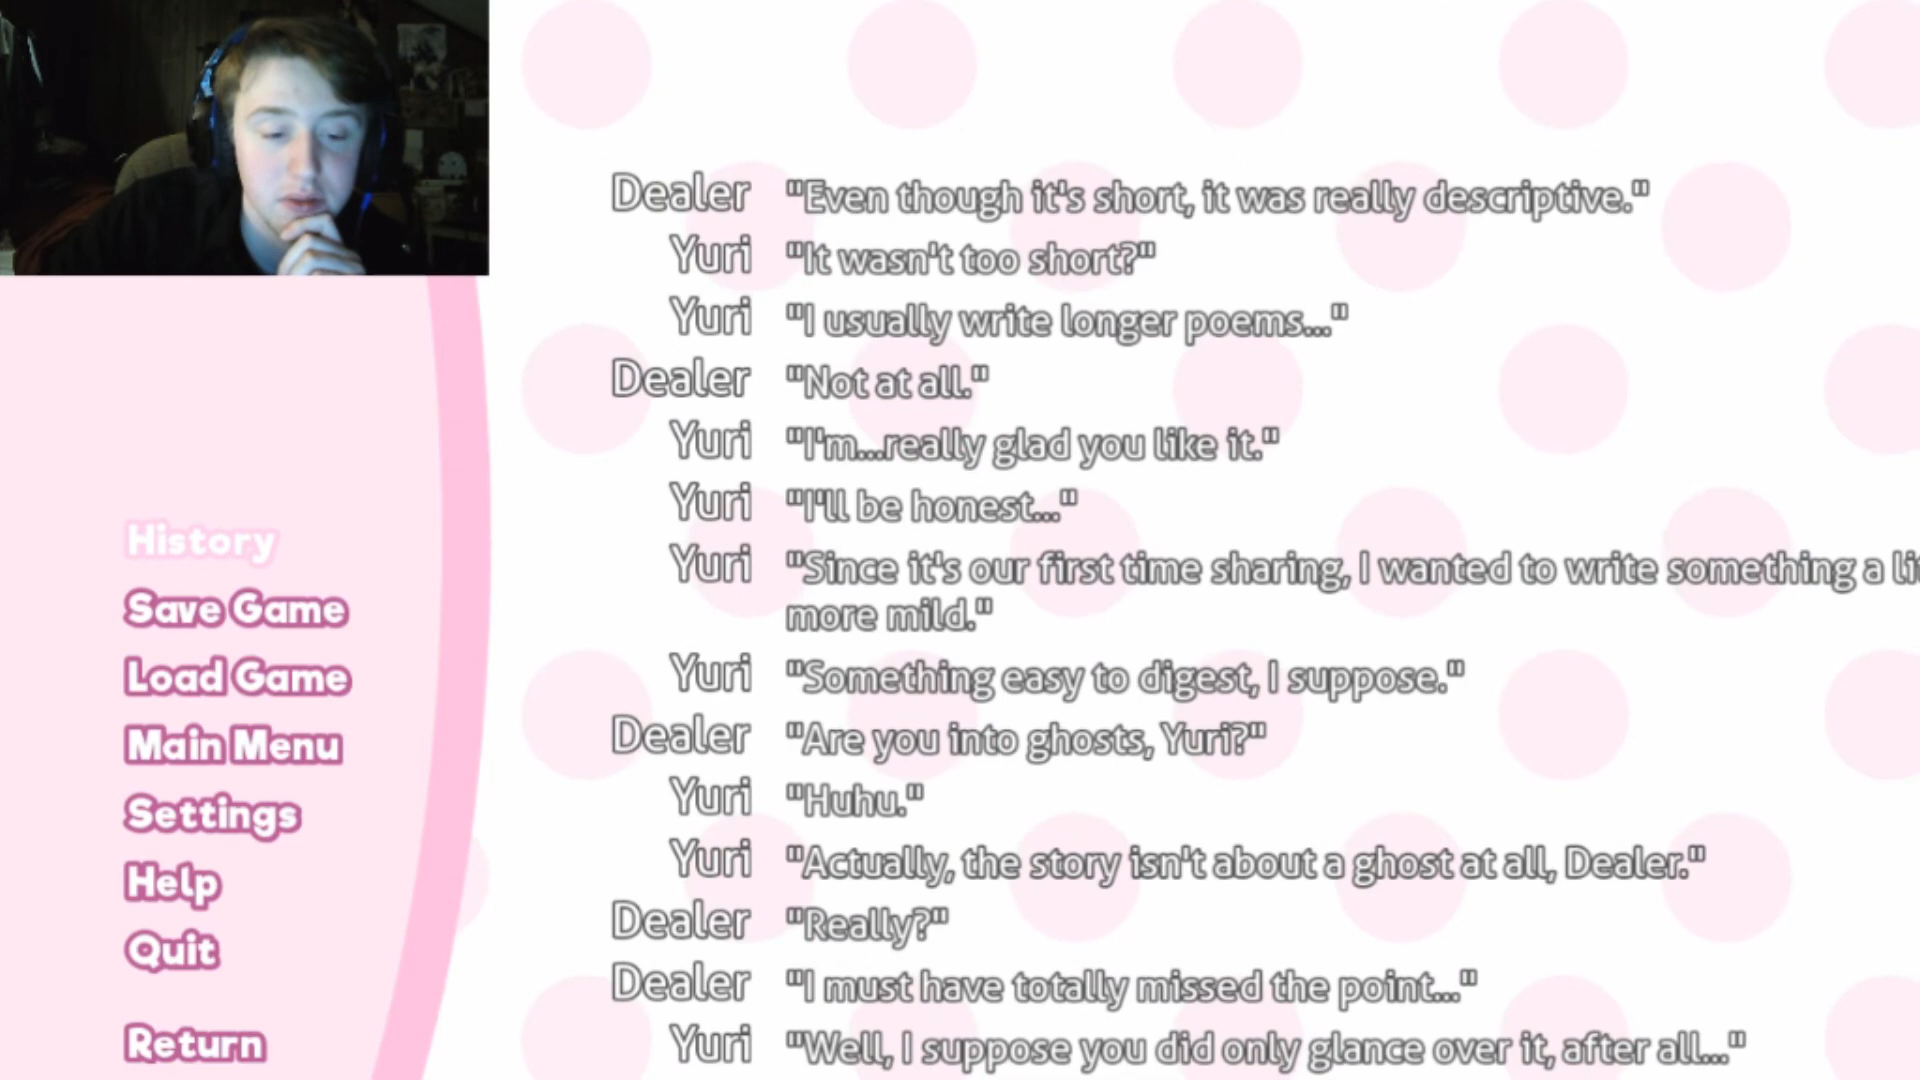 Dealer "Even though it's short, it was really descriptive."
Yuri "It wasn't too short?"
Yuri "I usually write longer poems..."
Dealer "Not at all."
Yuri "I'm...really glad you like it."
Yuri "I'll be honest..."
Yuri "Since it's our first time sharing, I wanted to write something a
more mild."
Yuri "Something easy to digest, I suppose."
Dealer "Are you into ghosts, Yuri?"
Yuri "Huhu."
Yuri "Actually, the story isn't about a ghost at all, Dealer."
Dealer "Really?"
Dealer "I must have totally missed the point..."
Yuri "Well, I suppose you did only glance over it, after all..."
History
Save Game
Load Game
Main Menu
Settings
Help
Quit
Return